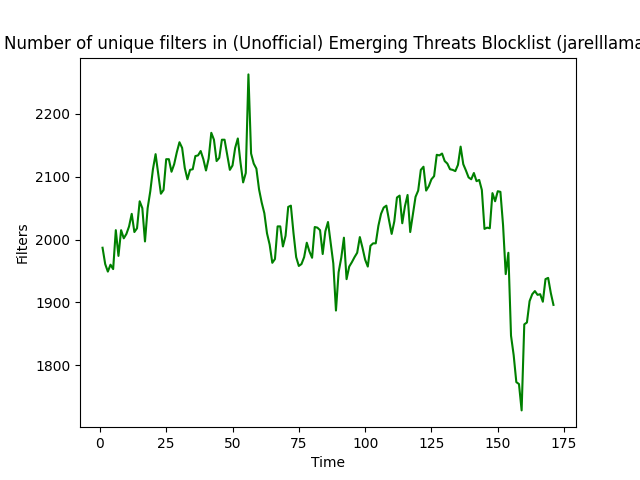 Number of unique filters in (Unofficial) Emerging Threats Blocklist (jarelllama
2200
2100
2000
1900
1800
Filters
0 25 50 75 100 125 150 175
Time